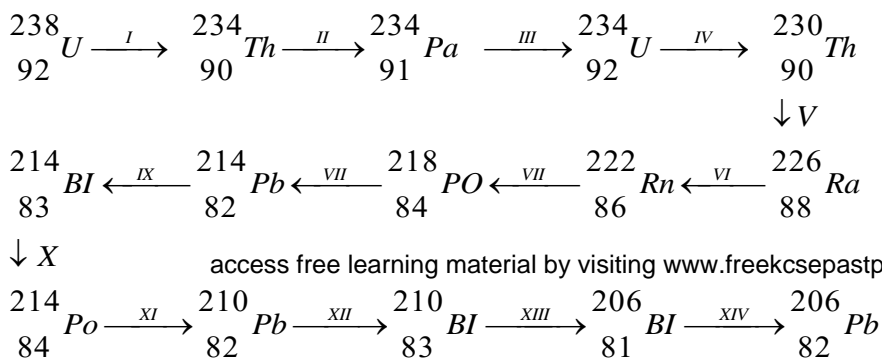 238 92 U I→ 234 90 Th II→ 234 91 Pa III→ 234 92 U IV→ 230 90 Th
↓ V
214 83 BI ←IX 214 82 Pb ←VII 218 84 PO ←VII 222 86 Rn ←VI 226 88 Ra
↓ X
access free learning material by visiting www.freekcsepastp
214 84 Po XI→ 210 82 Pb XII→ 210 83 BI XIII→ 206 81 BI XIV→ 206 82 Pb